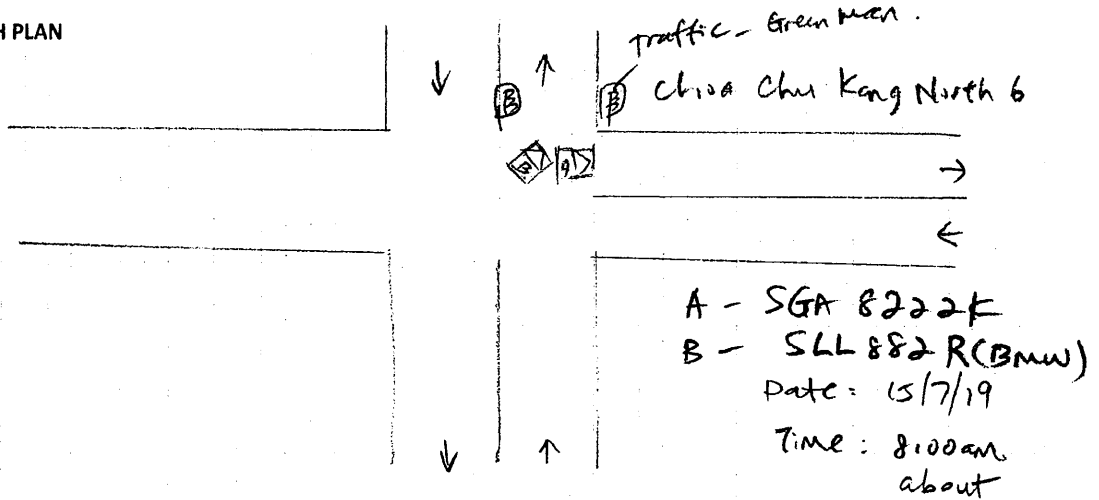 H PLAN
Traffic - Green Man.
Choa Chu Kang North 6
B
B
B
A
A - SGA 8222K
B - SLL 882 R (BMW)
Date: 15/7/19
Time: 8.00am
about